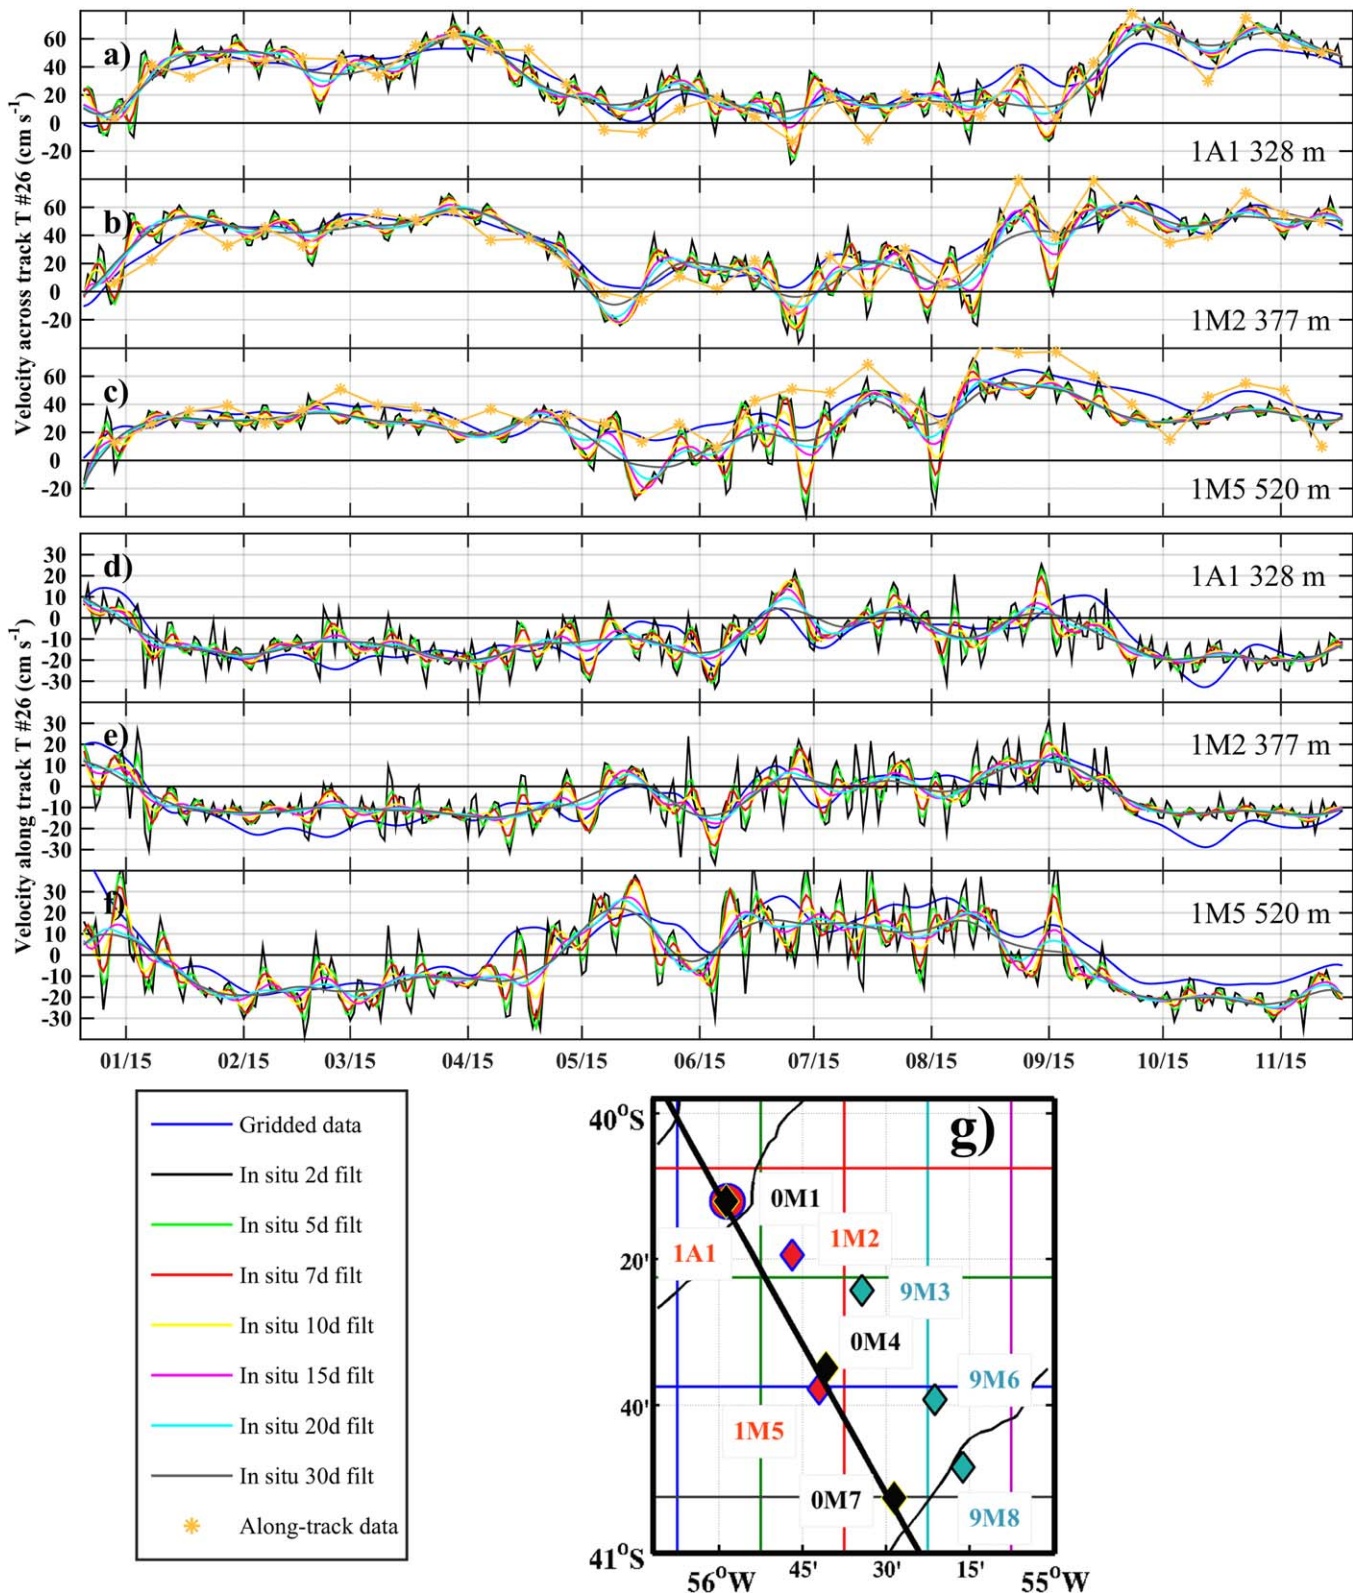 Velocity across track T #26 (cm s-1)
a)
60
40
20
0
-20
1A1 328 m
b)
60
40
20
0
-20
1M2 377 m
c)
60
40
20
0
-20
1M5 520 m
Velocity along track T #26 (cm s-1)
d)
30
20
10
0
-10
-20
-30
1A1 328 m
e)
30
20
10
0
-10
-20
-30
1M2 377 m
f)
30
20
10
0
-10
-20
-30
1M5 520 m
01/15 02/15 03/15 04/15 05/15 06/15 07/15 08/15 09/15 10/15 11/15
Gridded data
In situ 2d filt
In situ 5d filt
In situ 7d filt
In situ 10d filt
In situ 15d filt
In situ 20d filt
In situ 30d filt
Along-track data
g)
40°S
0M1
1A1
1M2
20'
9M3
0M4
9M6
40'
1M5
0M7
9M8
41°S
56°W 45' 30' 15' 55°W